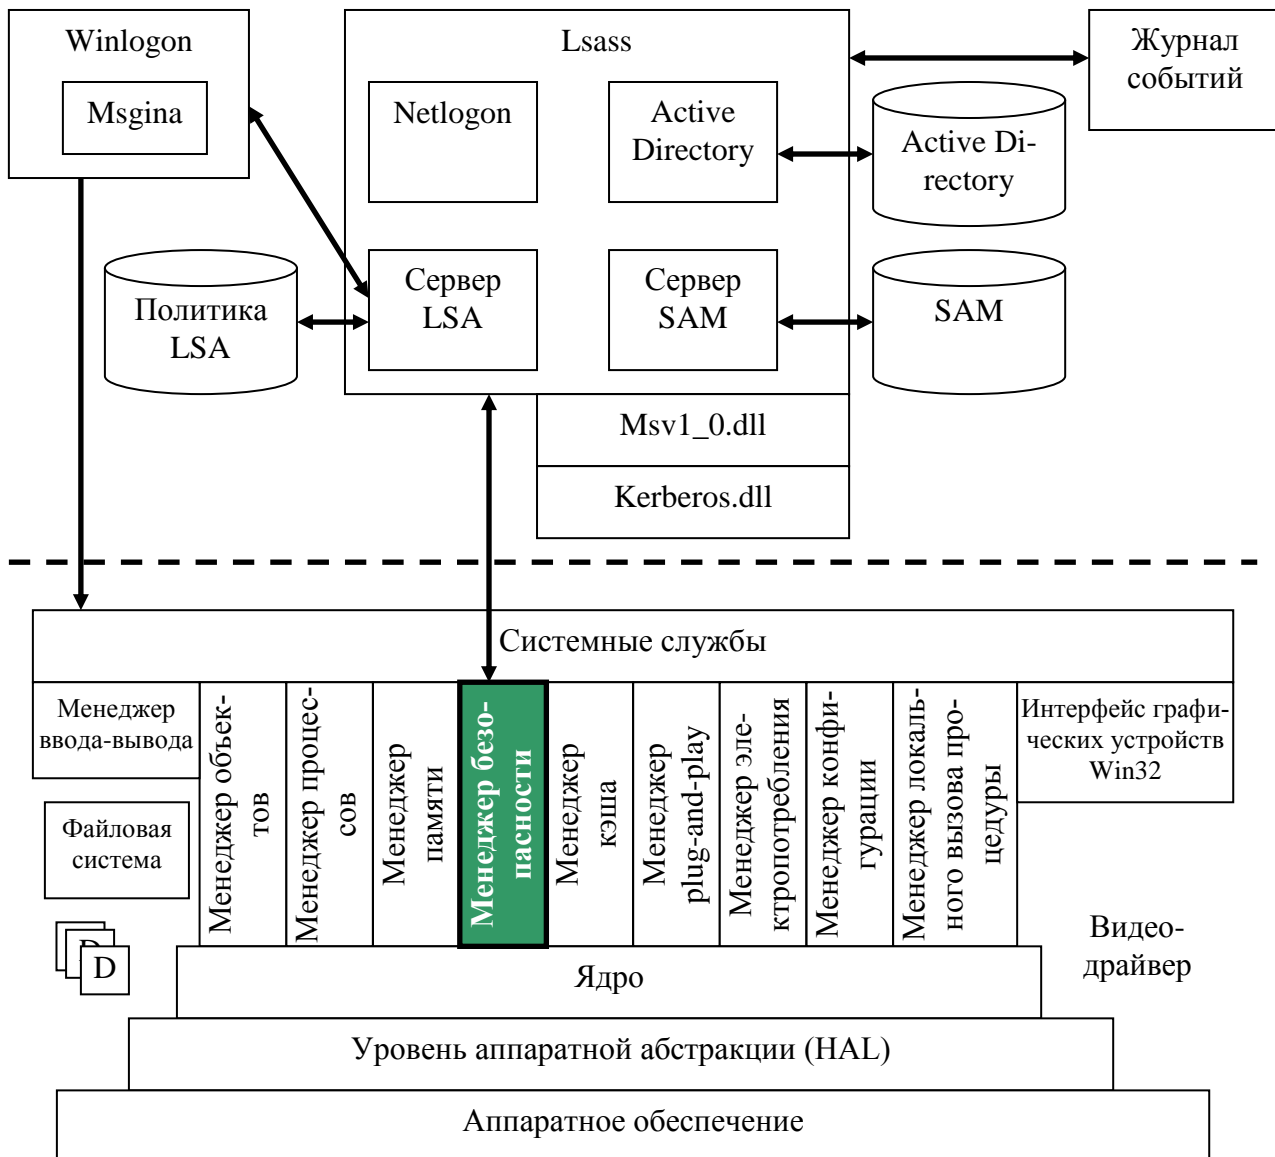 Winlogon
Msgina
Lsass
Netlogon
Active
Directory
Журнал
событий
Active Di-
rectory
Политика
LSA
Сервер
LSA
Сервер
SAM
SAM
Msv1_0.dll
Kerberos.dll
Системные службы
Менеджер
ввода-вывода
Файловая
система
D
D
Менеджер объек-
тов
Менеджер процес-
сов
Менеджер
памяти
Менеджер безо-
пасности
Менеджер
кэша
Менеджер
plug-and-play
Менеджер эле-
ктропотребления
Менеджер конфи-
гурации
Менеджер локаль-
ного вызова про-
цедуры
Интерфейс графи-
ческих устройств
Win32
Видео-
драйвер
Ядро
Уровень аппаратной абстракции (HAL)
Аппаратное обеспечение